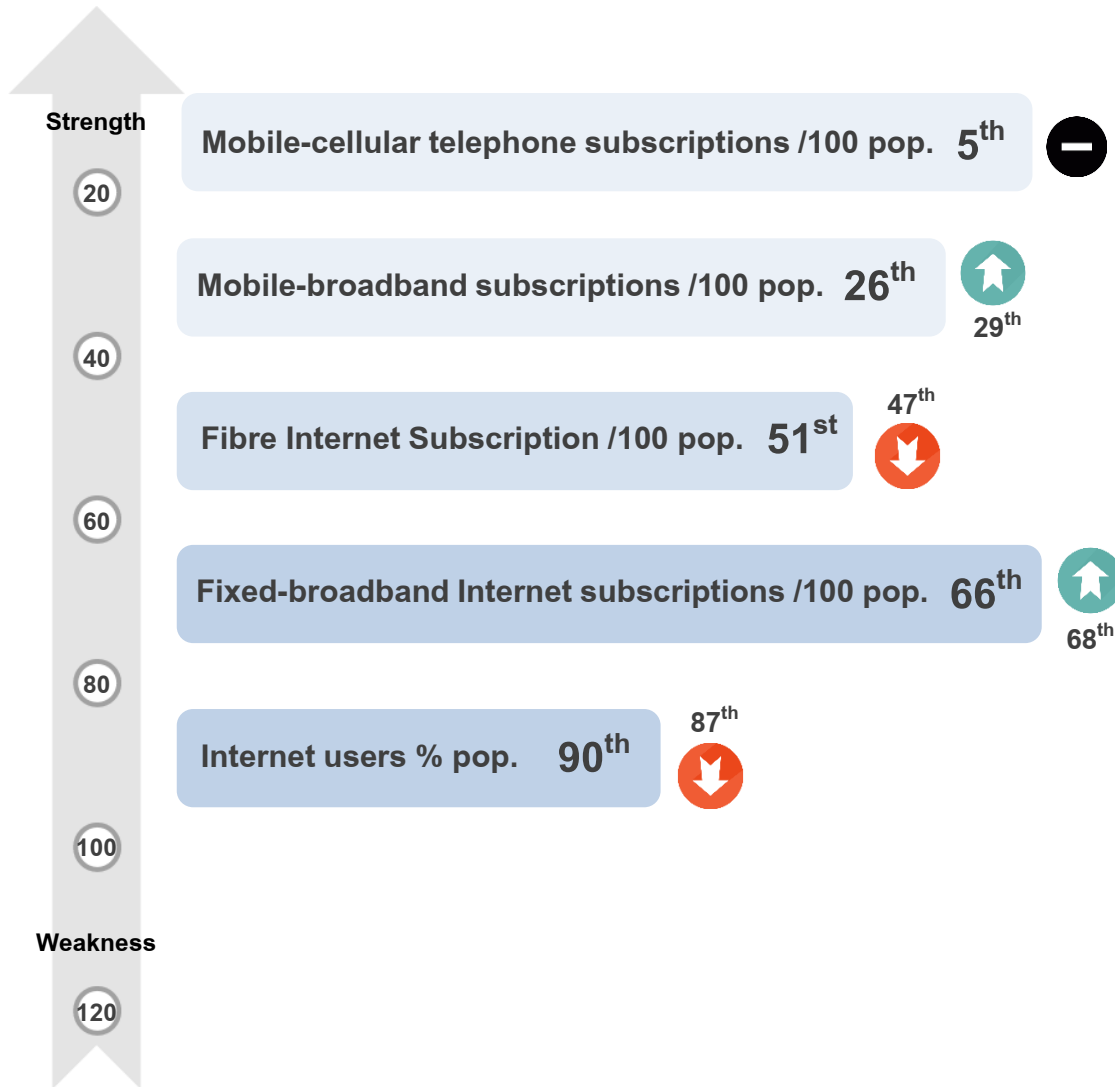 Strength
Mobile-cellular telephone subscriptions /100 pop. 5th
20
Mobile-broadband subscriptions /100 pop. 26th
29th
40
47th
Fibre Internet Subscription /100 pop. 51st
60
Fixed-broadband Internet subscriptions /100 pop. 66th
68th
80
87th
Internet users % pop. 90th
100
Weakness
120